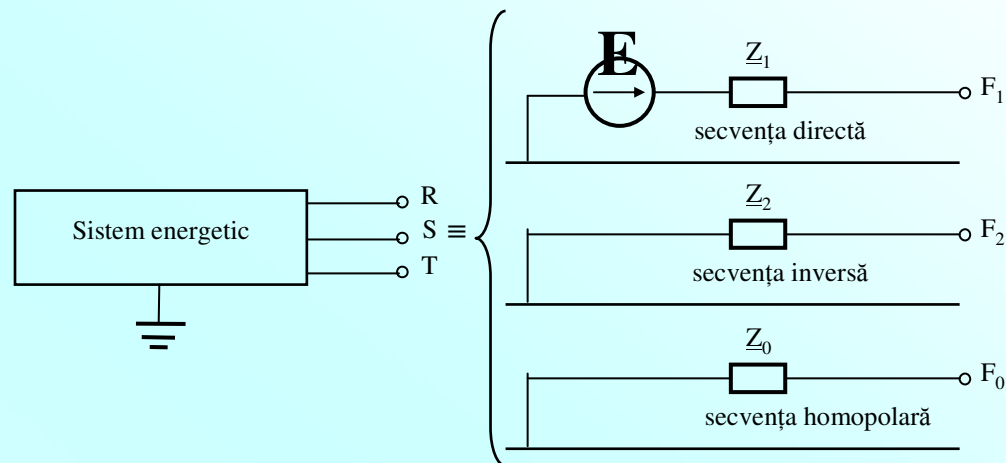 Sistem energetic
R
S ≡
T
E
Z₁
F₁
secvența directă
Z₂
F₂
secvența inversă
Z₀
F₀
secvența homopolară